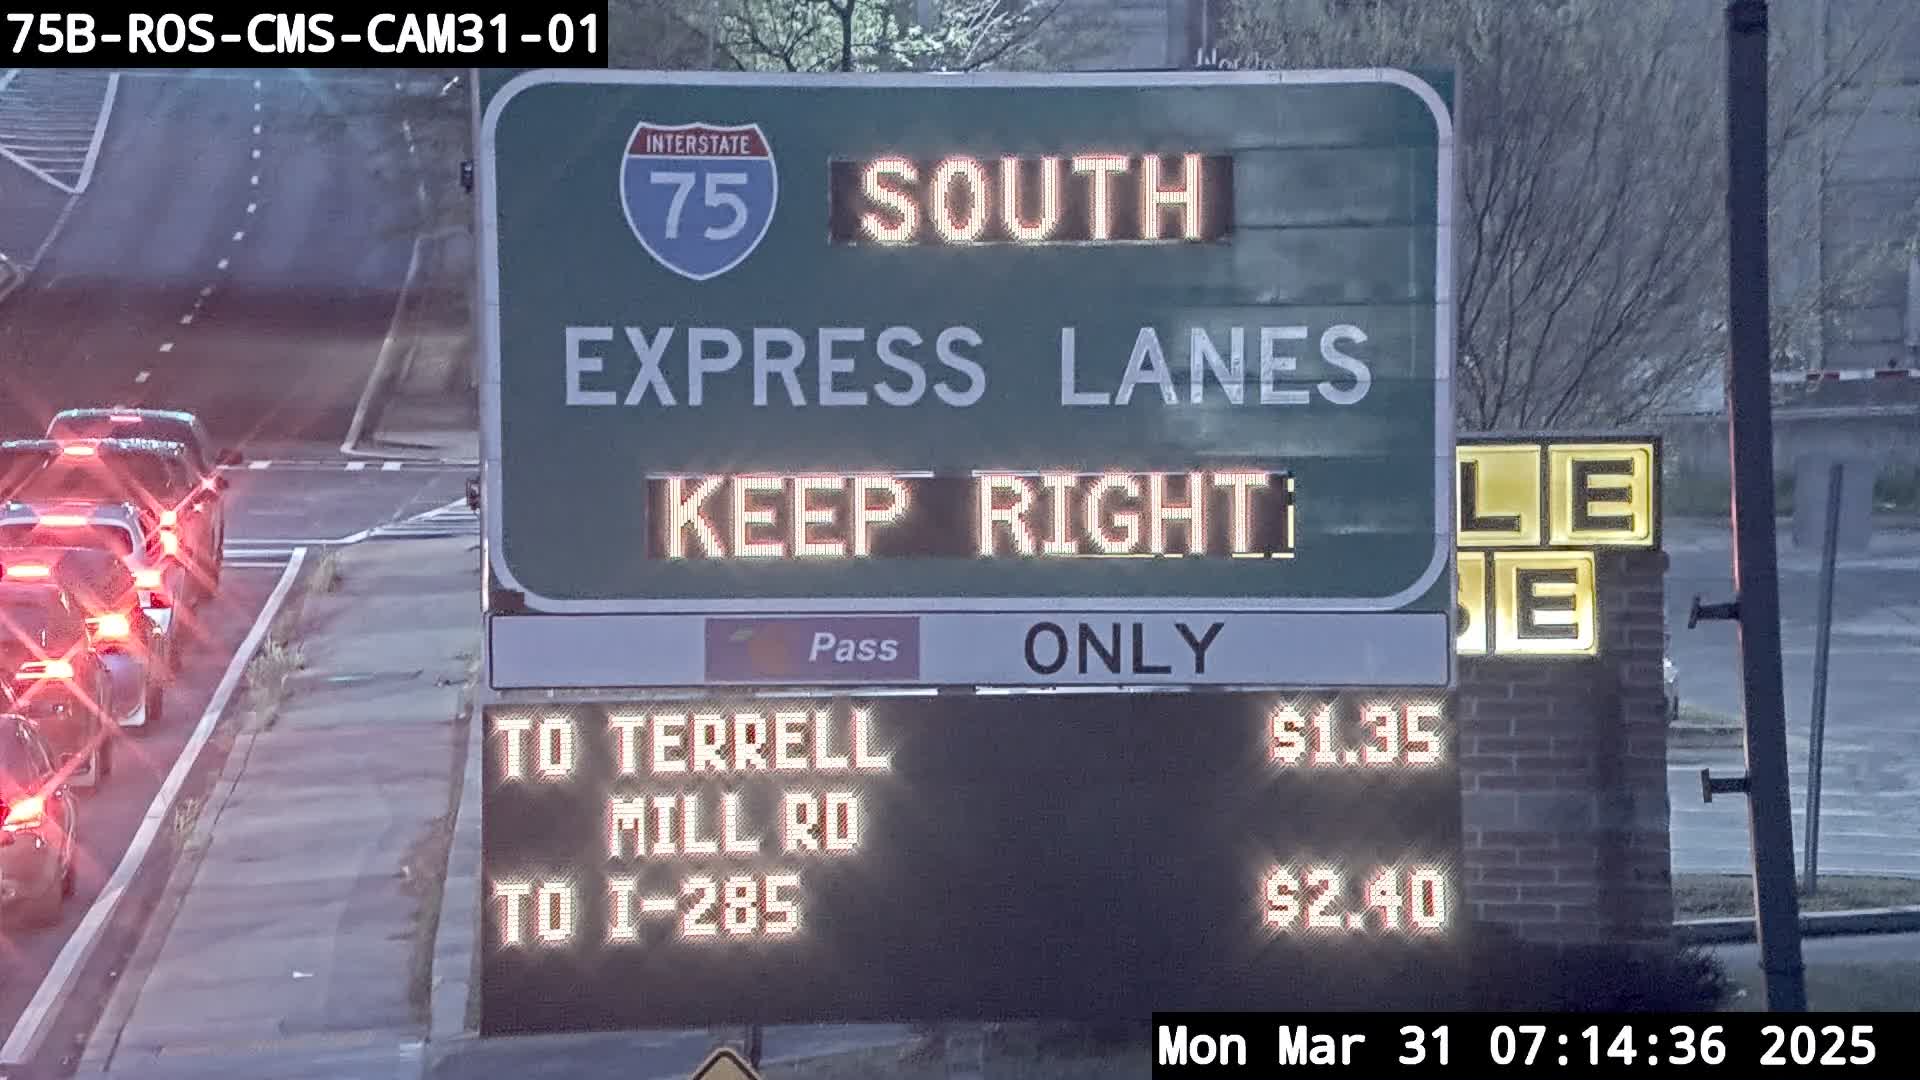 75B-ROS-CMS-CAM31-01
INTERSTATE
75
SOUTH
EXPRESS LANES
KEEP RIGHT
Pass ONLY
TO TERRELL $1.35
MILL RD
TO I-285 $2.40
LE
E
Mon Mar 31 07:14:36 2025